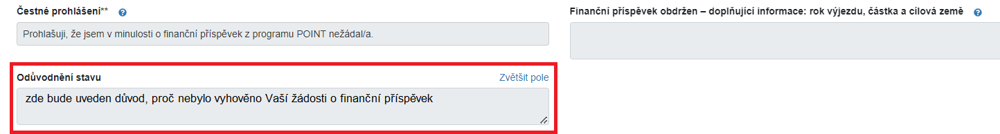 Čestné prohlášení**
Prohlašuji, že jsem v minulosti o finanční příspěvek z programu POINT nežádal/a.
Finanční příspěvek obdržen – doplňující informace: rok výjezdu, částka a cílová země
Odůvodnění stavu
Zvětšit pole
zde bude uveden důvod, proč nebylo vyhověno Vaší žádosti o finanční příspěvek